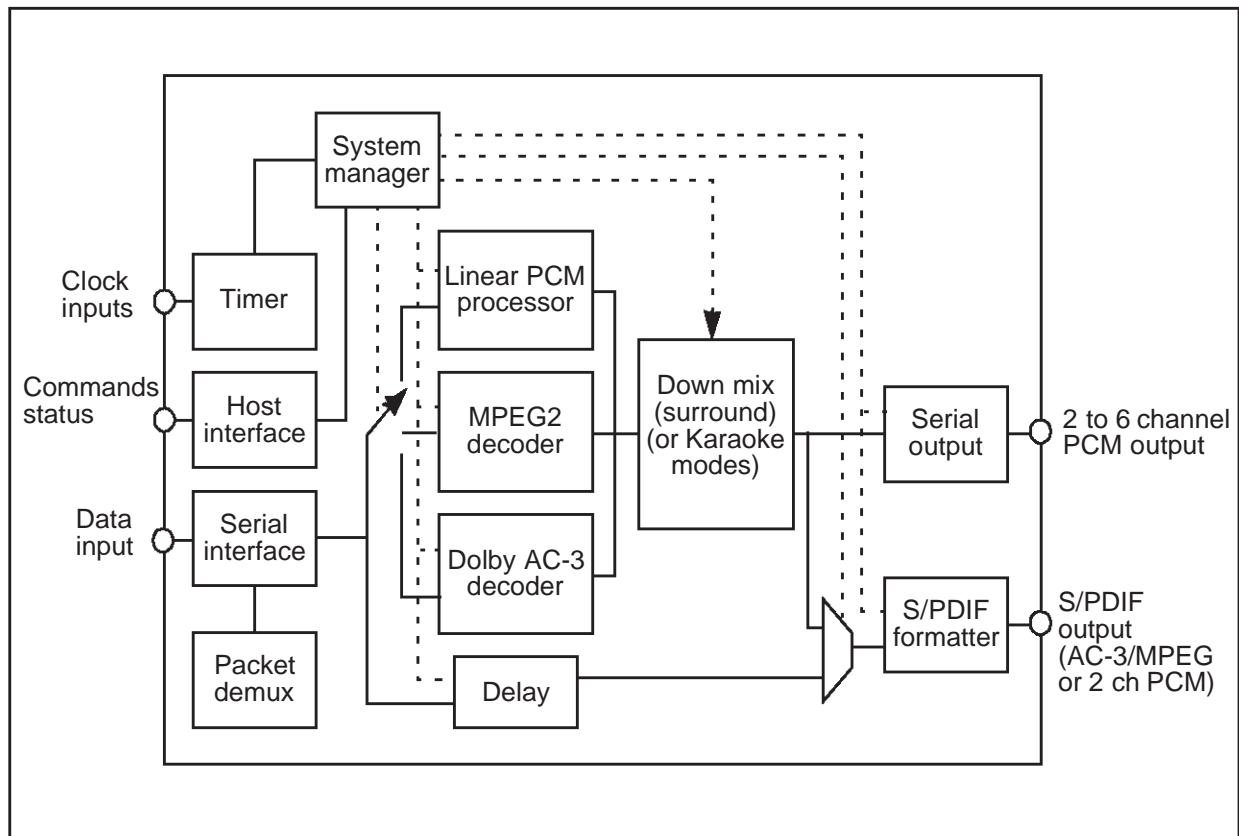 System
manager
Clock
inputs
Timer
Linear PCM
processor
Commands
status
Host
interface
MPEG2
decoder
Down mix
(surround)
(or Karaoke
modes)
Serial
output
2 to 6 channel
PCM output
Data
input
Serial
interface
Dolby AC-3
decoder
S/PDIF
formatter
S/PDIF
output
(AC-3/MPEG
or 2 ch PCM)
Packet
demux
Delay